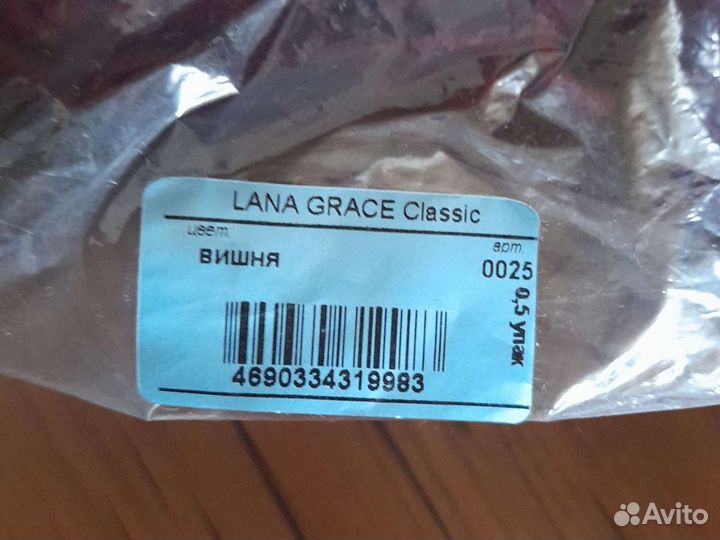 LANA GRACE Classic
цвет. арт.
вишня 0025
0,5 упак
4690334319983
Avito